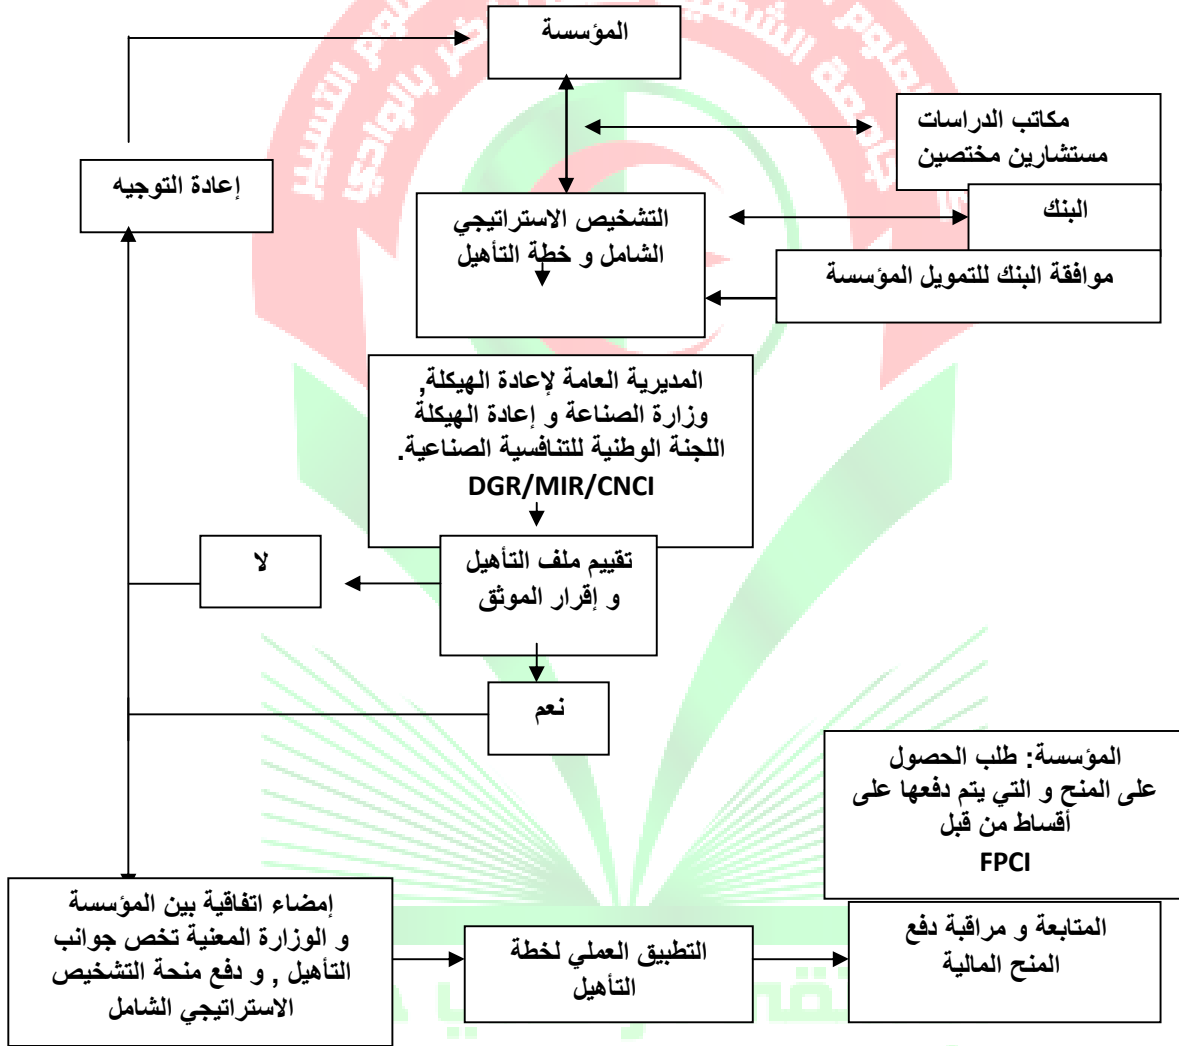 المؤسسة
مكاتب الدراسات
مستشارين مختصين
إعادة التوجيه
البنك
التشخيص الاستراتيجي
الشامل و خطة التأهيل
موافقة البنك للتمويل المؤسسة
المديرية العامة لإعادة الهيكلة,
وزارة الصناعة و إعادة الهيكلة
اللجنة الوطنية للتنافسية الصناعية.
DGR/MIR/CNCI
تقييم ملف التأهيل
و إقرار الموثق
لا
نعم
المؤسسة: طلب الحصول
على المنح و التي يتم دفعها على
أقساط من قبل
FPCI
إمضاء اتفاقية بين المؤسسة
و الوزارة المعنية تخص جوانب
التأهيل , و دفع منحة التشخيص
الاستراتيجي الشامل
التطبيق العملي لخطة
التأهيل
المتابعة و مراقبة دفع
المنح المالية